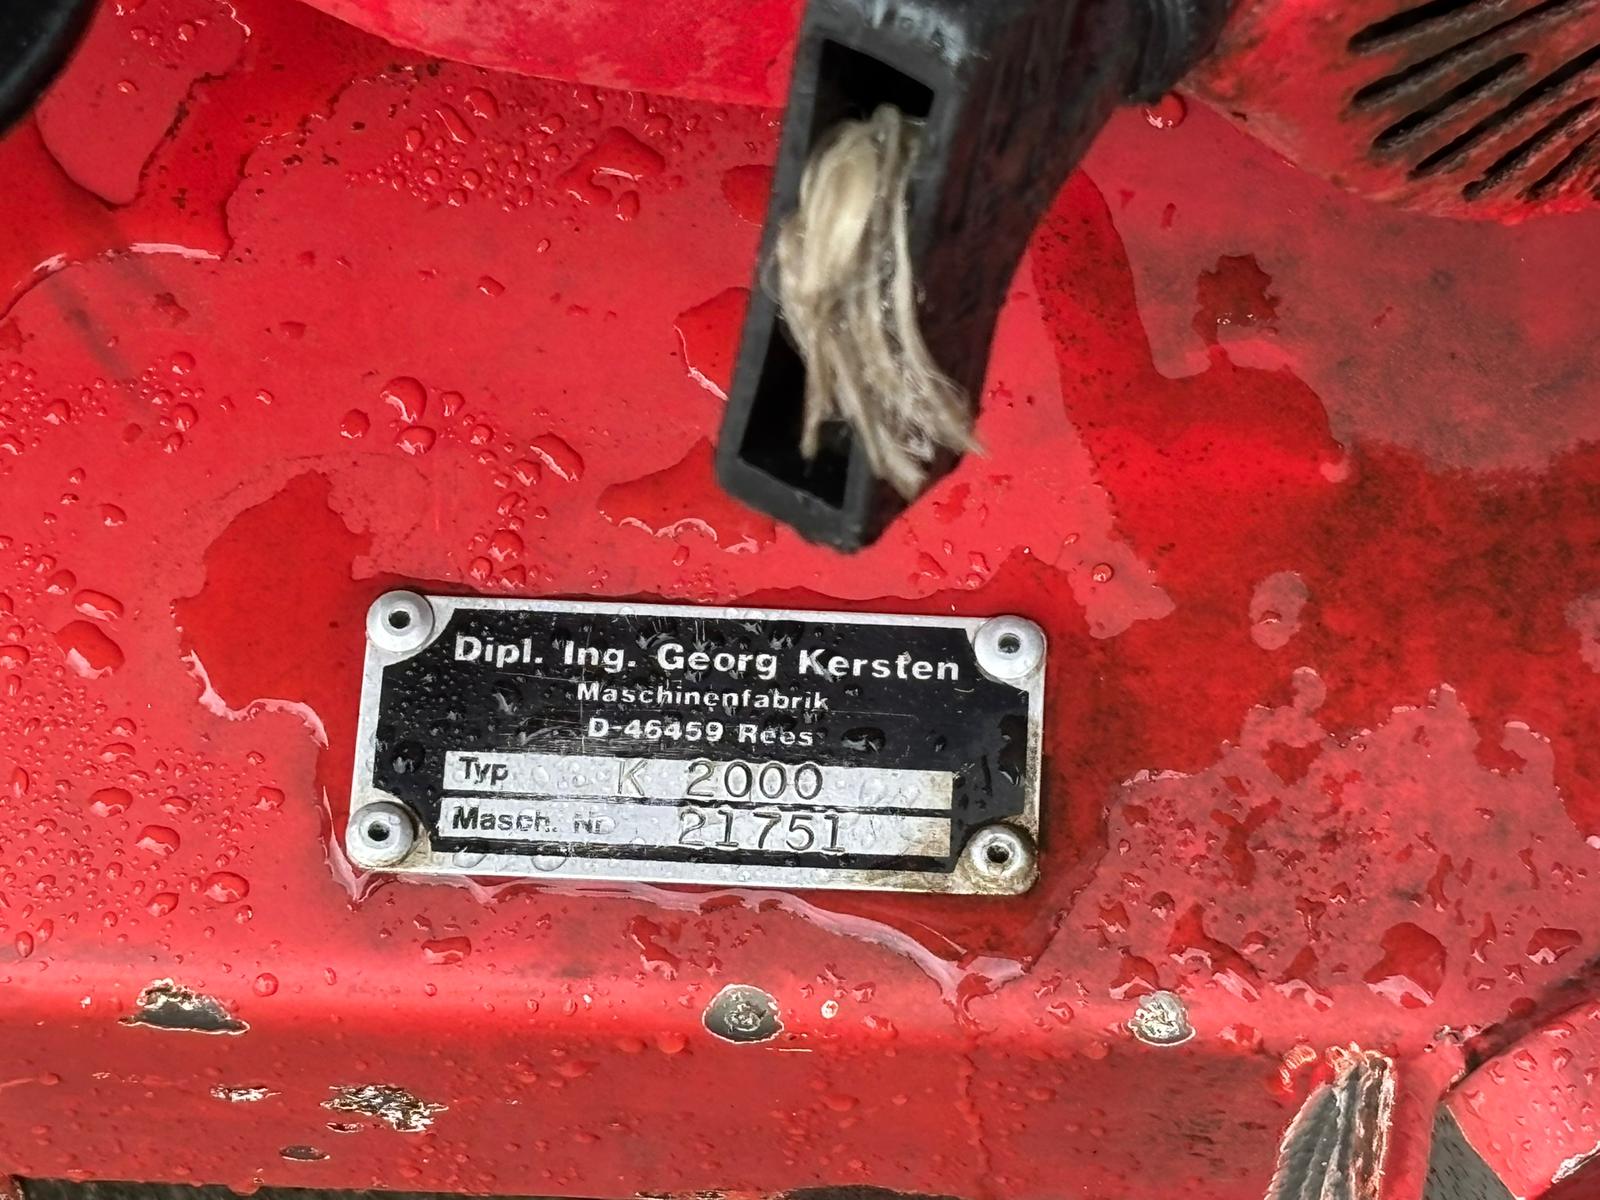 Dipl. Ing. Georg Kersten
Maschinenfabrik
D-46459 Rees
Typ K 2000
Masch. Nr 21751